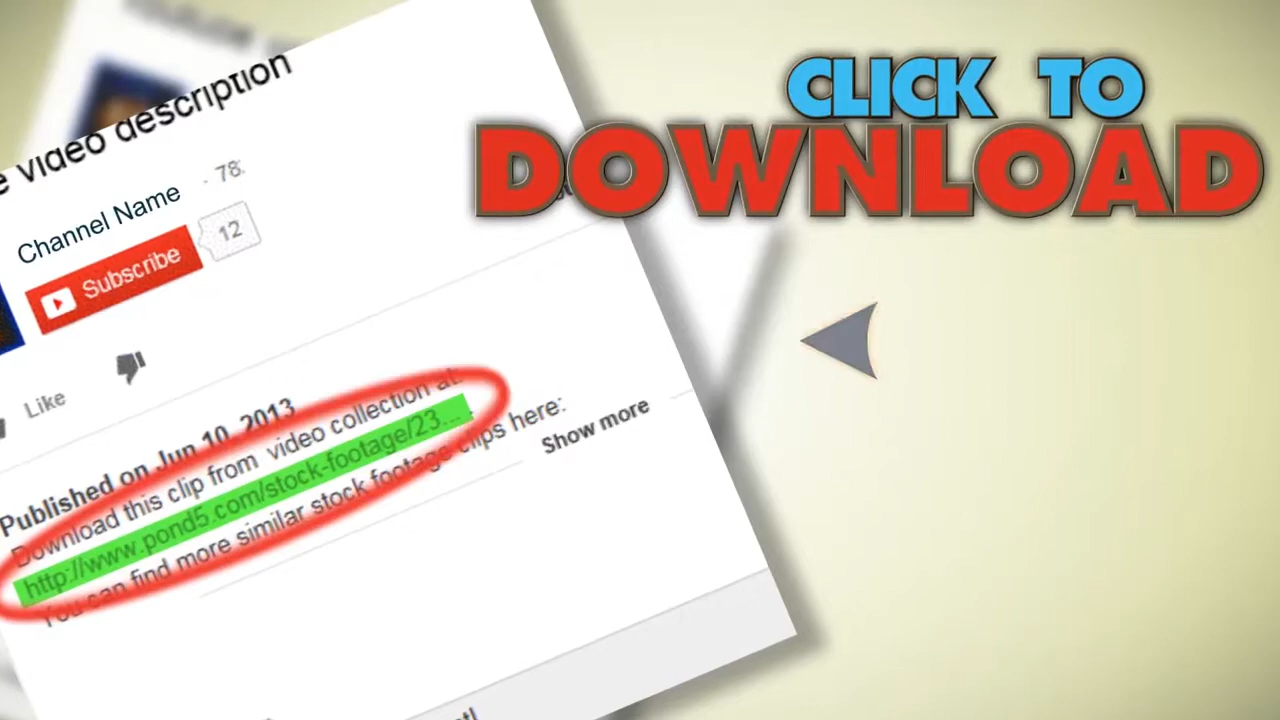 CLICK TO
DOWNLOAD
video description
Channel Name
78
Subscribe
12
Like
Published on Jun 10, 2013
Download this clip from video collection at:
http://www.pond5.com/stock-footage/23...
You can find more similar stock footage clips here:
Show more